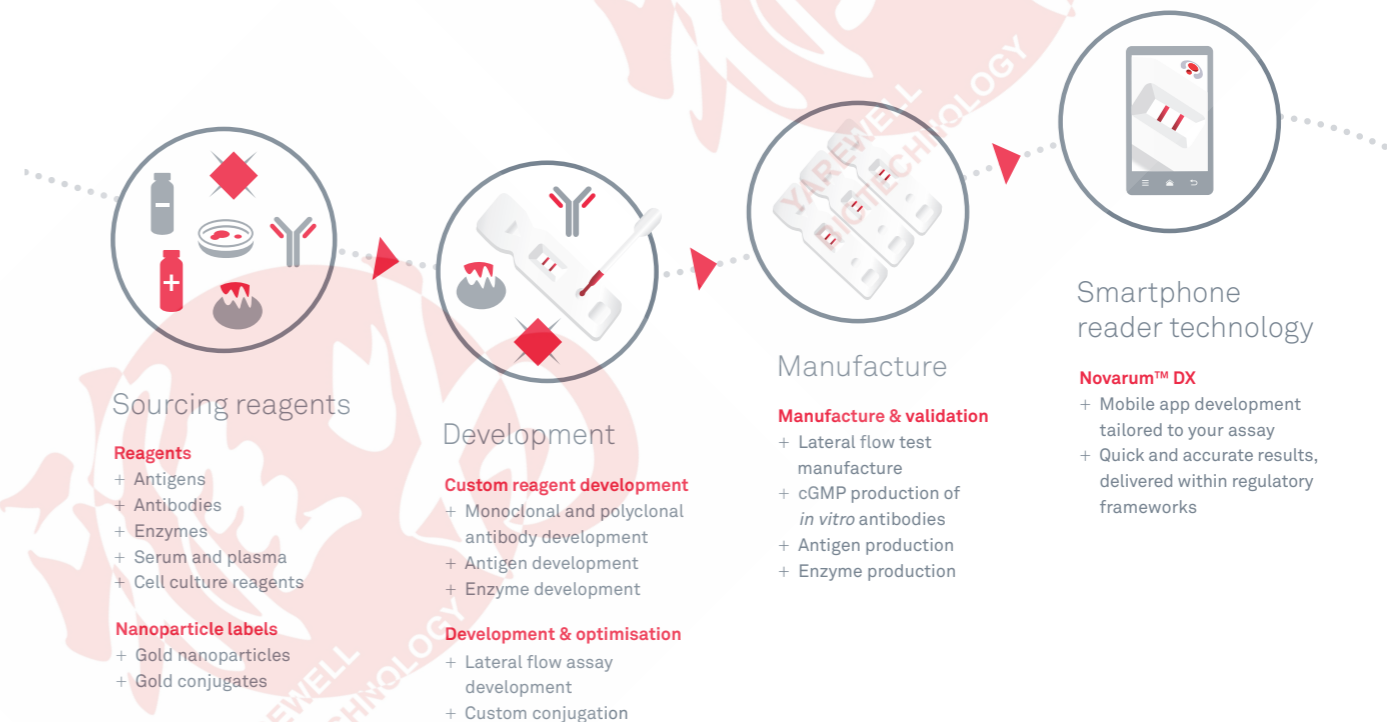 Sourcing reagents
Reagents
+ Antigens
+ Antibodies
+ Enzymes
+ Serum and plasma
+ Cell culture reagents
Nanoparticle labels
+ Gold nanoparticles
+ Gold conjugates
Development
Custom reagent development
+ Monoclonal and polyclonal
antibody development
+ Antigen development
+ Enzyme development
Development & optimisation
+ Lateral flow assay
development
+ Custom conjugation
Manufacture
Manufacture & validation
+ Lateral flow test
manufacture
+ cGMP production of
in vitro antibodies
+ Antigen production
+ Enzyme production
Smartphone
reader technology
Novarum™ DX
+ Mobile app development
tailored to your assay
+ Quick and accurate results,
delivered within regulatory
frameworks
YAREWELL